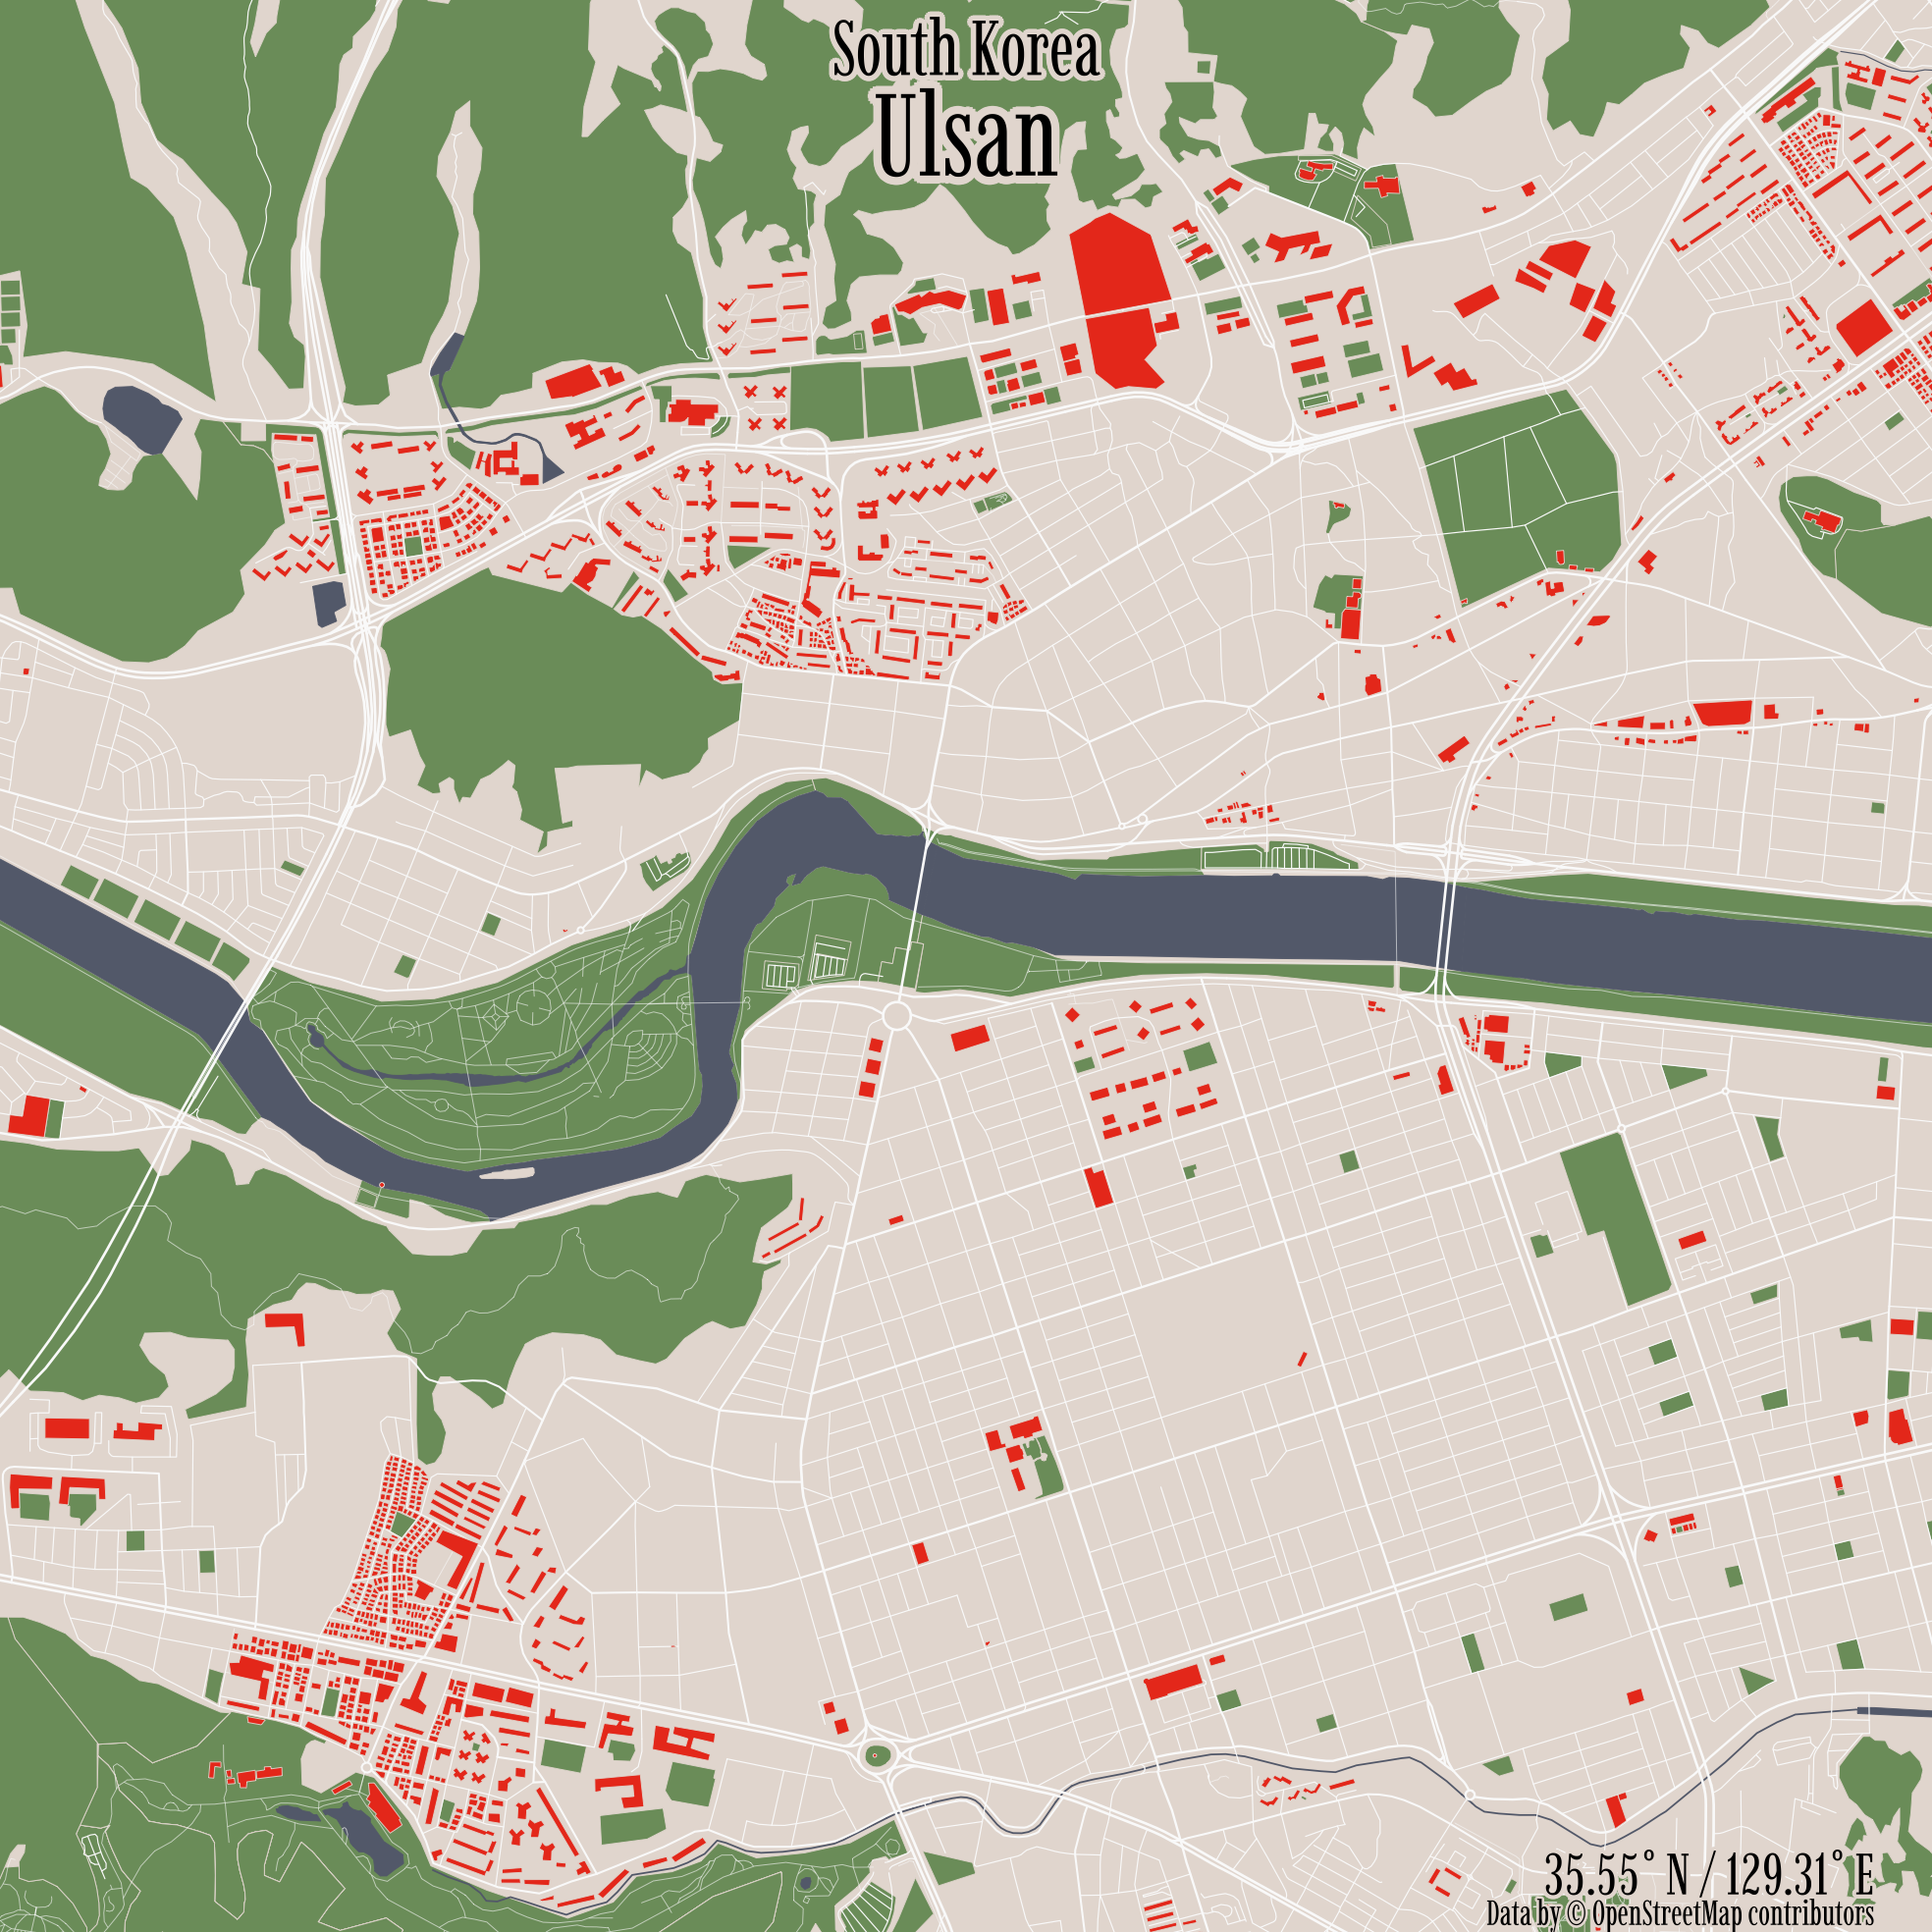 South Korea
Ulsan
35.55° N / 129.31° E
Data by © OpenStreetMap contributors